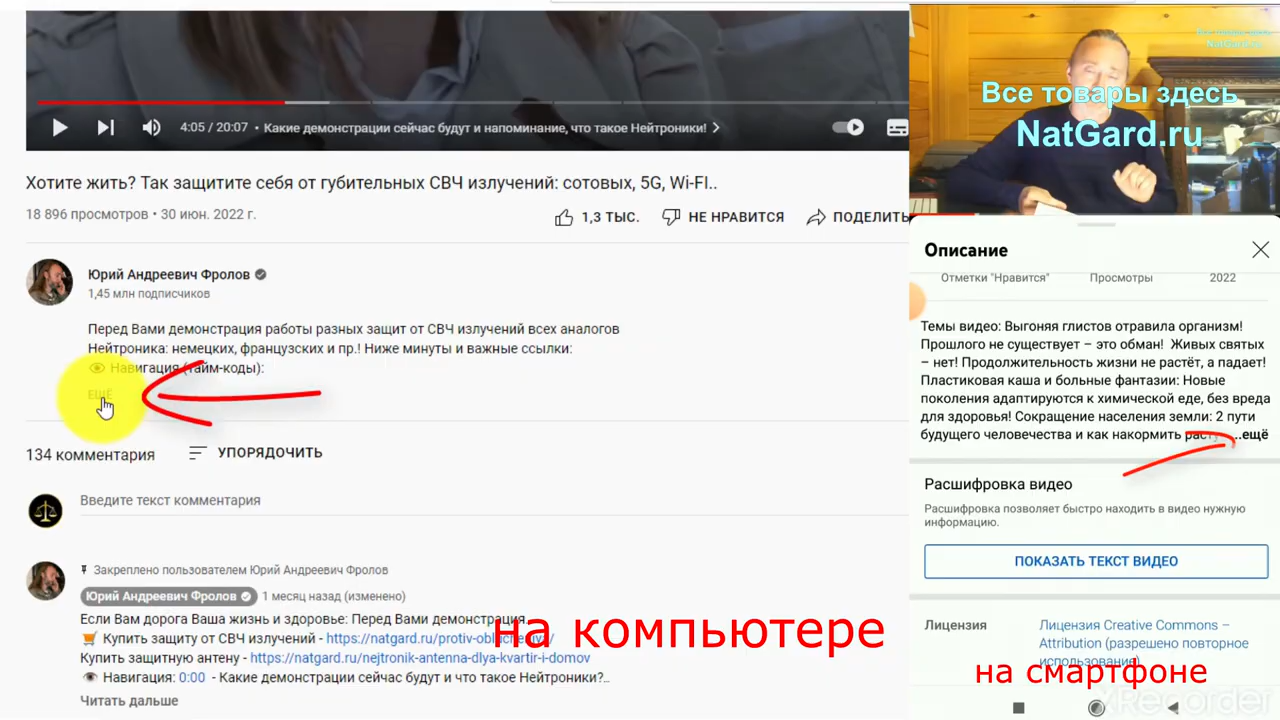 4:05 / 20:07 • Какие демонстрации сейчас будут и напоминание, что такое Нейтроники!
Хотите жить? Так защитите себя от губительных СВЧ излучений: сотовых, 5G, Wi-FI..
18 896 просмотров • 30 июн. 2022 г.
1,3 ТЫС.
НЕ НРАВИТСЯ
ПОДЕЛИТЬ
Юрий Андреевич Фролов
1,45 млн подписчиков
Перед Вами демонстрация работы разных защит от СВЧ излучений всех аналогов
Нейтроника: немецких, французских и пр.! Ниже минуты и важные ссылки:
Навигация (тайм-коды):
ЕЩЁ
134 комментария
УПОРЯДОЧИТЬ
Введите текст комментария
Закреплено пользователем Юрий Андреевич Фролов
Юрий Андреевич Фролов
1 месяц назад (изменено)
Если Вам дорога Ваша жизнь и здоровье: Перед Вами демонстрация..
Купить защиту от СВЧ излучений - https://natgard.ru/protiv-oblucheniya/
Купить защитную антену - https://natgard.ru/nejtronik-antenna-dlya-kvartir-i-domov
Навигация: 0:00 - Какие демонстрации сейчас будут и что такое Нейтроники?..
Читать дальше
на компьютере
Все товары здесь
NatGard.ru
Все товары здесь
NatGard.ru
Описание
Отметки "Нравится"
Просмотры
2022
Темы видео: Выгоняя глистов отравила организм!
Прошлого не существует – это обман! Живых святых
– нет! Продолжительность жизни не растёт, а падает!
Пластиковая каша и больные фантазии: Новые
поколения адаптируются к химической еде, без вреда
для здоровья! Сокращение населения земли: 2 пути
будущего человечества и как накормить расту ...ещё
Расшифровка видео
Расшифровка позволяет быстро находить в видео нужную
информацию.
ПОКАЗАТЬ ТЕКСТ ВИДЕО
Лицензия
Лицензия Creative Commons –
Attribution (разрешено повторное
использование)
на смартфоне
XRecorder